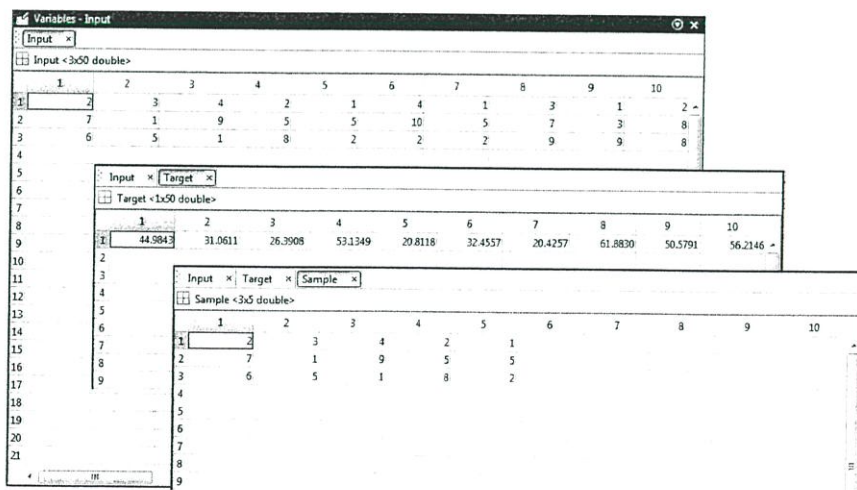 Variables - Input
Input ×
Input <3x50 double>
1 2 3 4 5 6 7 8 9 10
1 2 3 4 2 1 4 1 3 1 2
2 7 1 9 5 5 10 5 7 3 8
3 6 5 1 8 2 2 2 9 9 8
4
5
6
7
8
9
10
11
12
13
14
15
16
17
18
19
20
21
Input × Target ×
Target <1x50 double>
1 2 3 4 5 6 7 8 9 10
1 44.9843 31.0611 26.3908 53.1349 20.8118 32.4557 20.4257 61.8830 50.5791 56.2146
2
3
4
5
6
7
8
9
Input × Target × Sample ×
Sample <3x5 double>
1 2 3 4 5 6 7 8 9 10
1 2 3 4 2 1
2 7 1 9 5 5
3 6 5 1 8 2
4
5
6
7
8
9